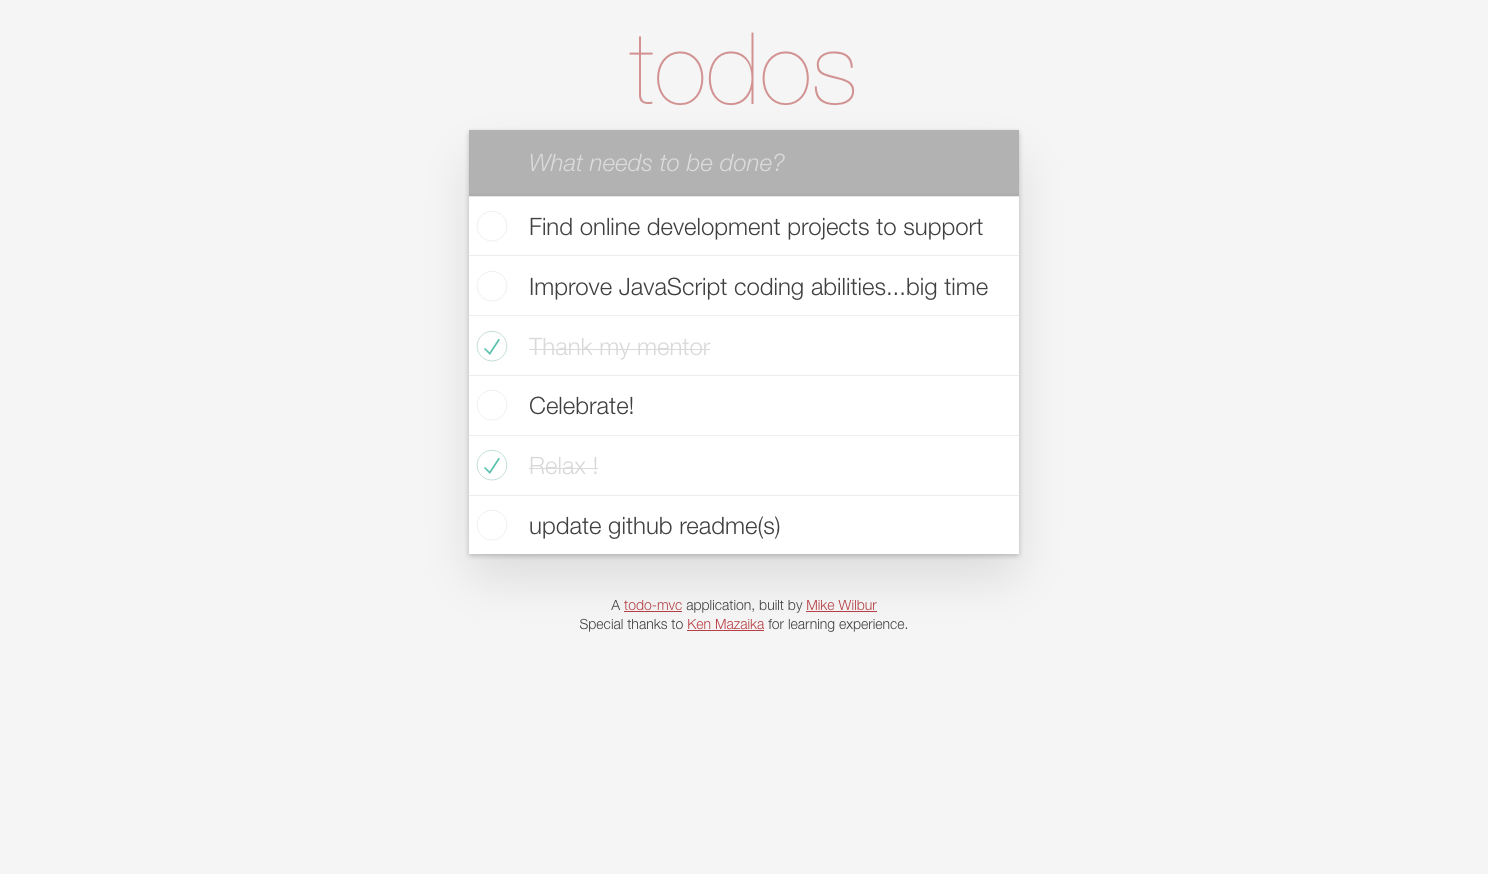 todos
What needs to be done?
Find online development projects to support
Improve JavaScript coding abilities...big time
Thank my mentor
Celebrate!
Relax !
update github readme(s)
A todo-mvc application, built by Mike Wilbur
Special thanks to Ken Mazaika for learning experience.